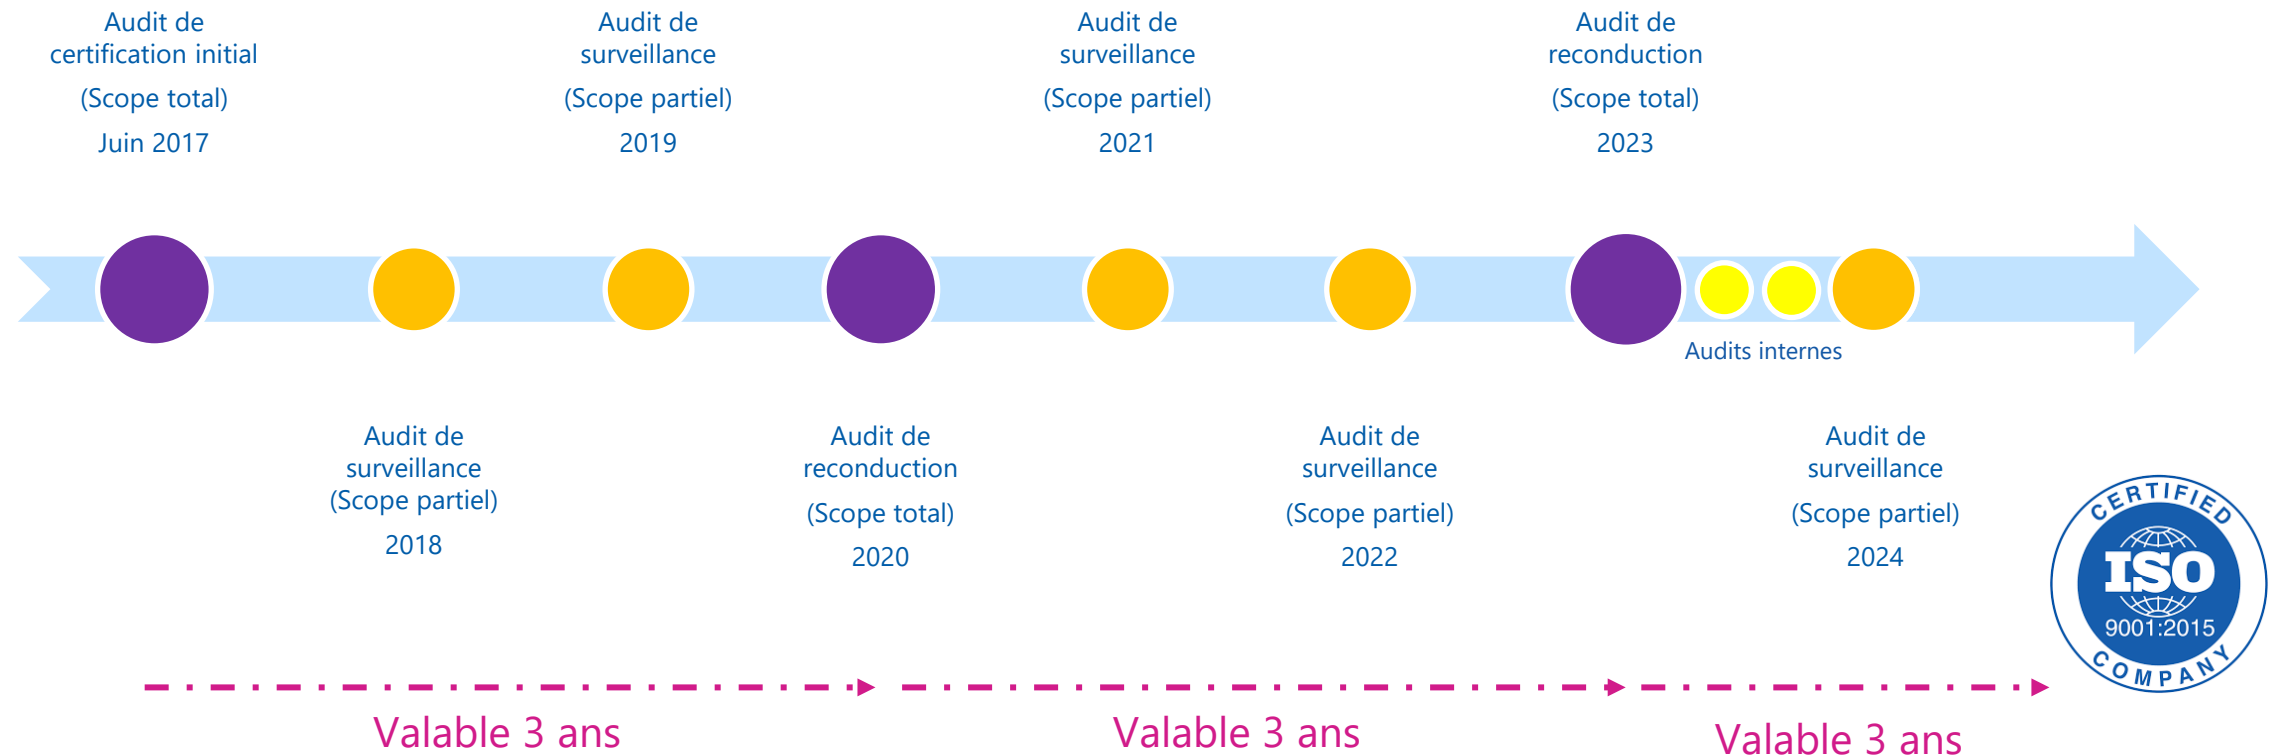 Audit de
certification initial
(Scope total)
Juin 2017
Audit de
surveillance
(Scope partiel)
2019
Audit de
surveillance
(Scope partiel)
2021
Audit de
reconduction
(Scope total)
2023
Audits internes
Audit de
surveillance
(Scope partiel)
2018
Audit de
reconduction
(Scope total)
2020
Audit de
surveillance
(Scope partiel)
2022
Audit de
surveillance
(Scope partiel)
2024
CERTIFIED
ISO
9001:2015
COMPANY
Valable 3 ans
Valable 3 ans
Valable 3 ans